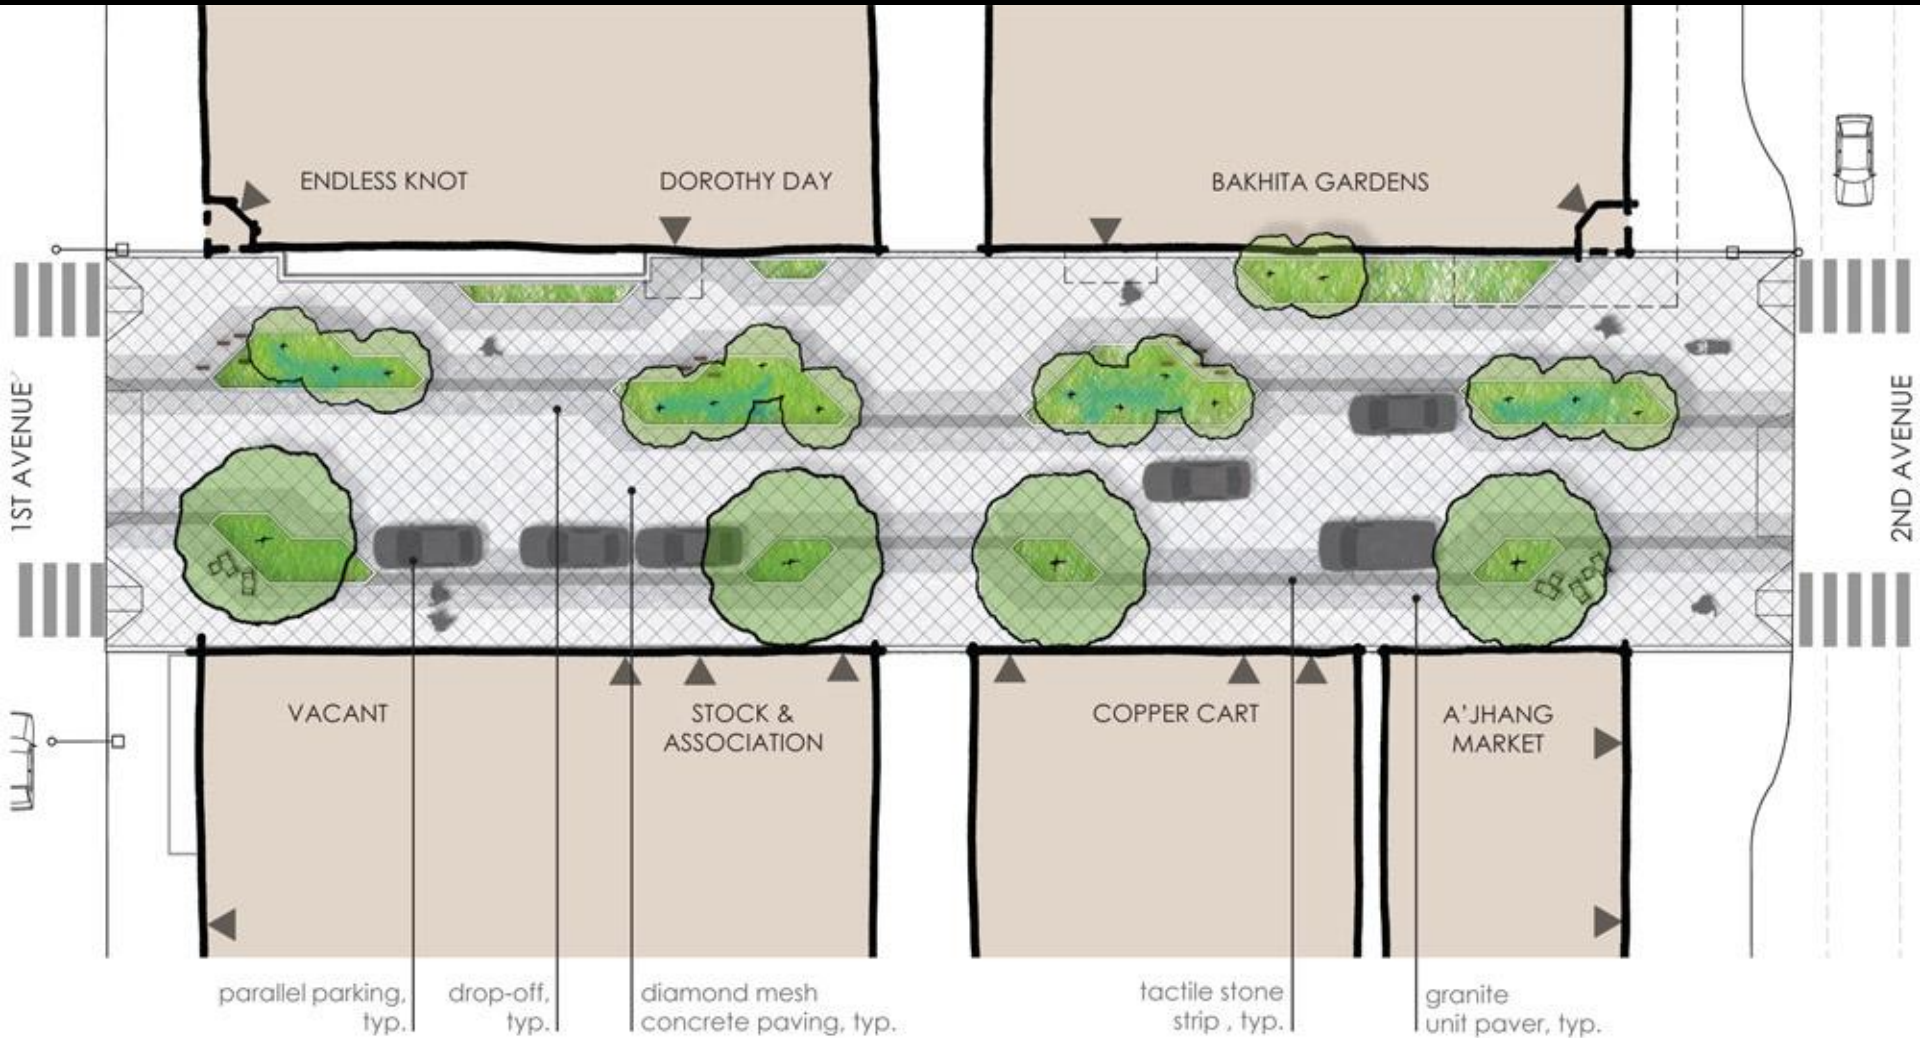 ENDLESS KNOT
DOROTHY DAY
BAKHITA GARDENS
1ST AVENUE
2ND AVENUE
VACANT
STOCK &
ASSOCIATION
COPPER CART
A'JHANG
MARKET
parallel parking,
typ.
drop-off,
typ.
diamond mesh
concrete paving, typ.
tactile stone
strip , typ.
granite
unit paver, typ.